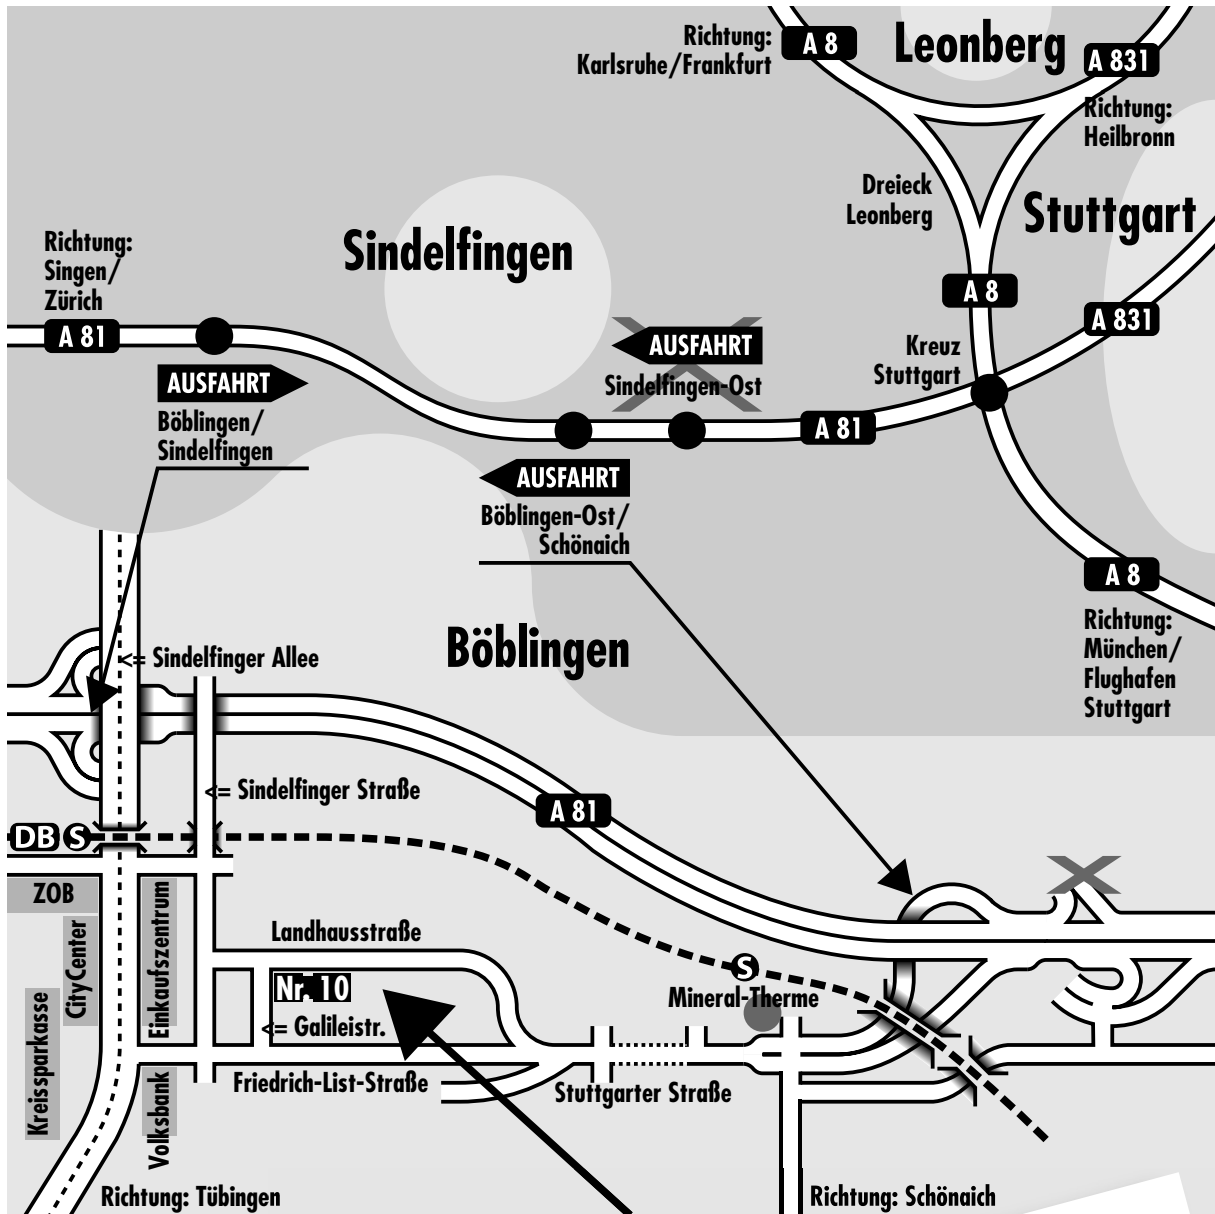 Richtung:
Karlsruhe/Frankfurt
A 8
Leonberg
A 831
Richtung:
Heilbronn
Dreieck
Leonberg
Stuttgart
Richtung:
Singen/
Zürich
Sindelfingen
A 8
A 831
A 81
AUSFAHRT
Sindelfingen-Ost
Kreuz
Stuttgart
AUSFAHRT
Böblingen/
Sindelfingen
A 81
AUSFAHRT
Böblingen-Ost/
Schönaich
A 8
Richtung:
München/
Flughafen
Stuttgart
Böblingen
<= Sindelfinger Allee
<= Sindelfinger Straße
A 81
DB S
ZOB
CityCenter
Einkaufszentrum
Kreissparkasse
Volksbank
Landhausstraße
Nr. 10
<= Galileistr.
S
Mineral-Therme
Friedrich-List-Straße
Stuttgarter Straße
Richtung: Tübingen
Richtung: Schönaich